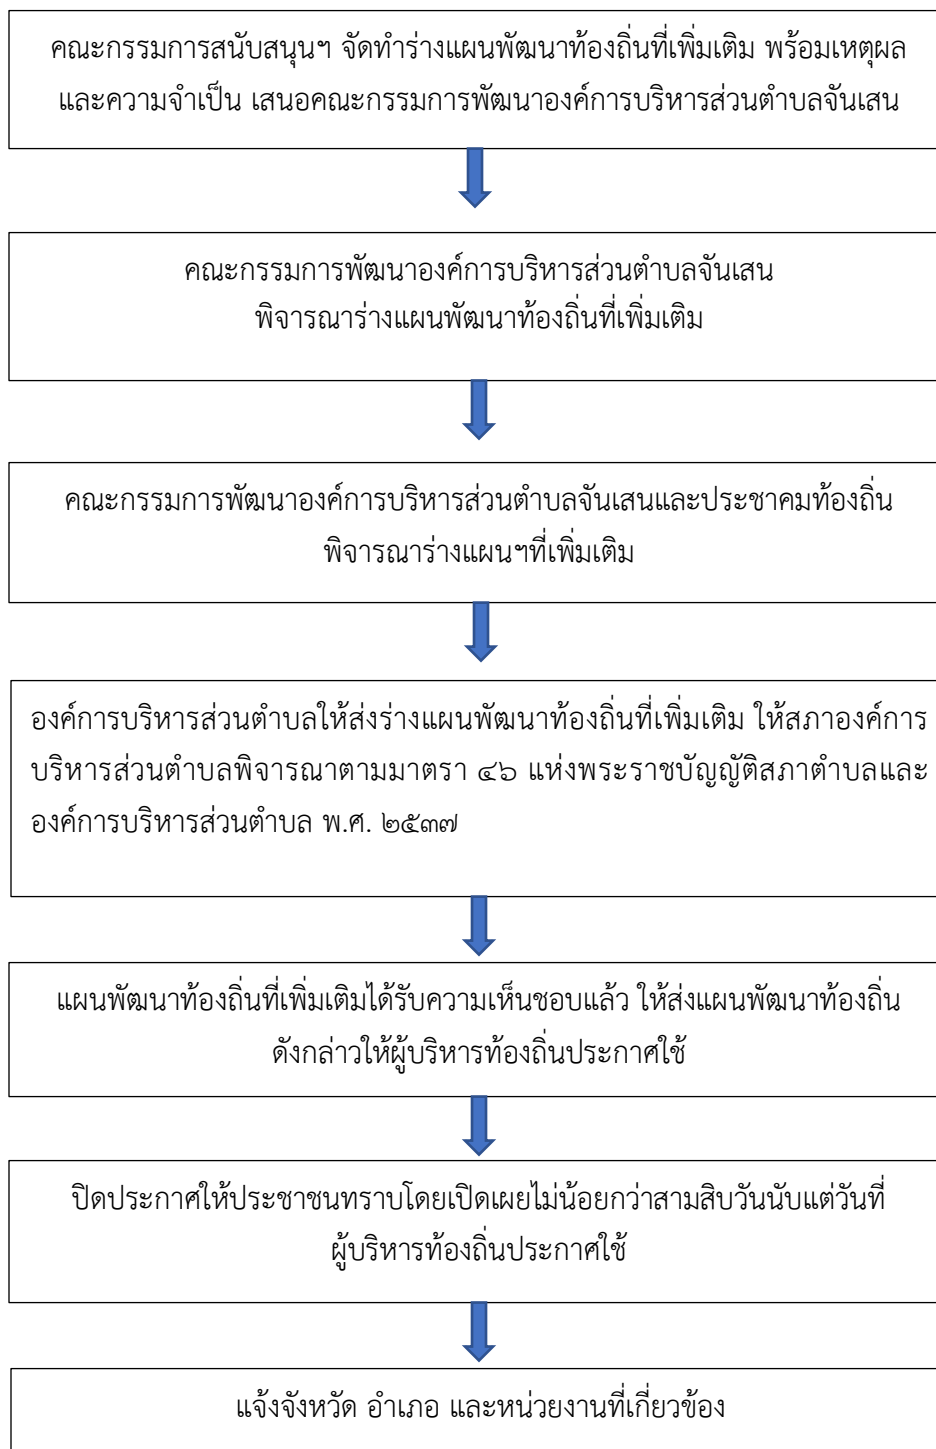 คณะกรรมการสนับสนุนฯ จัดทำร่างแผนพัฒนาท้องถิ่นที่เพิ่มเติม พร้อมเหตุผล
และความจำเป็น เสนอคณะกรรมการพัฒนาองค์การบริหารส่วนตำบลจันเสน
คณะกรรมการพัฒนาองค์การบริหารส่วนตำบลจันเสน
พิจารณาร่างแผนพัฒนาท้องถิ่นที่เพิ่มเติม
คณะกรรมการพัฒนาองค์การบริหารส่วนตำบลจันเสนและประชาคมท้องถิ่น
พิจารณาร่างแผนฯที่เพิ่มเติม
องค์การบริหารส่วนตำบลให้ส่งร่างแผนพัฒนาท้องถิ่นที่เพิ่มเติม ให้สภาองค์การ
บริหารส่วนตำบลพิจารณาตามมาตรา ๔๖ แห่งพระราชบัญญัติสภาตำบลและ
องค์การบริหารส่วนตำบล พ.ศ. ๒๕๓๗
แผนพัฒนาท้องถิ่นที่เพิ่มเติมได้รับความเห็นชอบแล้ว ให้ส่งแผนพัฒนาท้องถิ่น
ดังกล่าวให้ผู้บริหารท้องถิ่นประกาศใช้
ปิดประกาศให้ประชาชนทราบโดยเปิดเผยไม่น้อยกว่าสามสิบวันนับแต่วันที่
ผู้บริหารท้องถิ่นประกาศใช้
แจ้งจังหวัด อำเภอ และหน่วยงานที่เกี่ยวข้อง